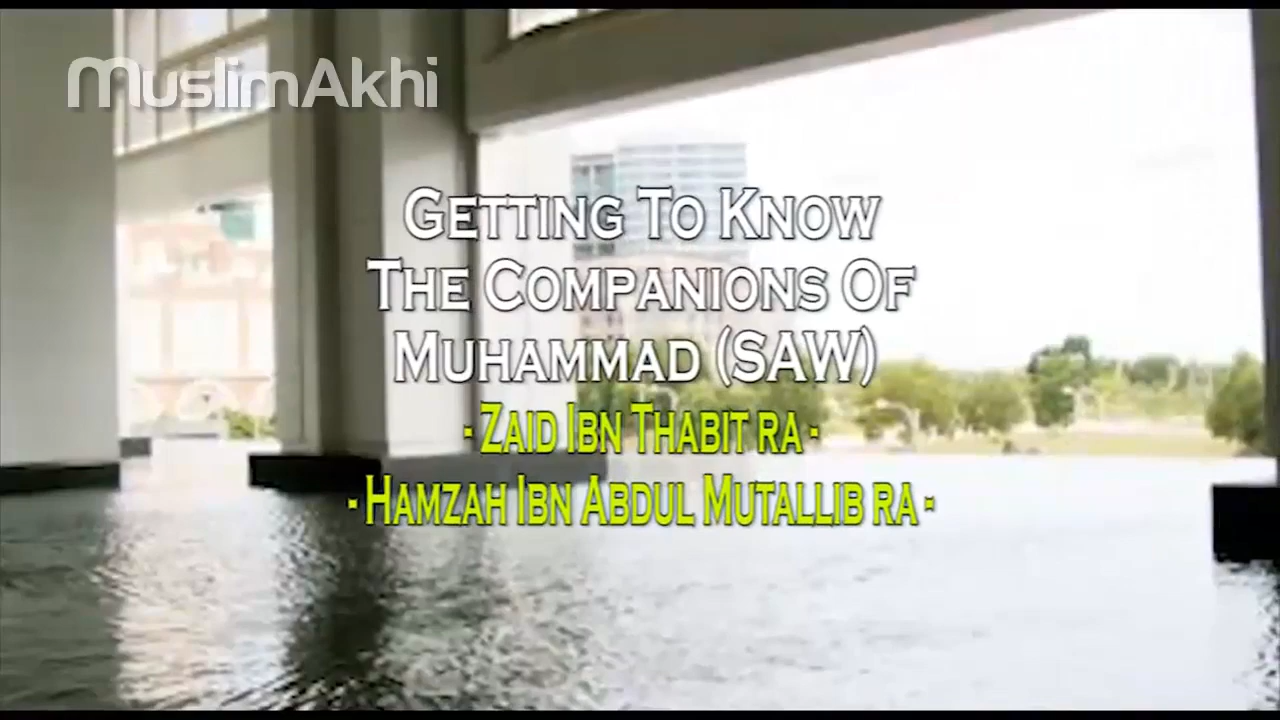 MuslimAkhi
Getting To Know
The Companions Of
Muhammad (SAW)
- Zaid Ibn Thabit ra -
- Hamzah Ibn Abdul Mutallib ra -